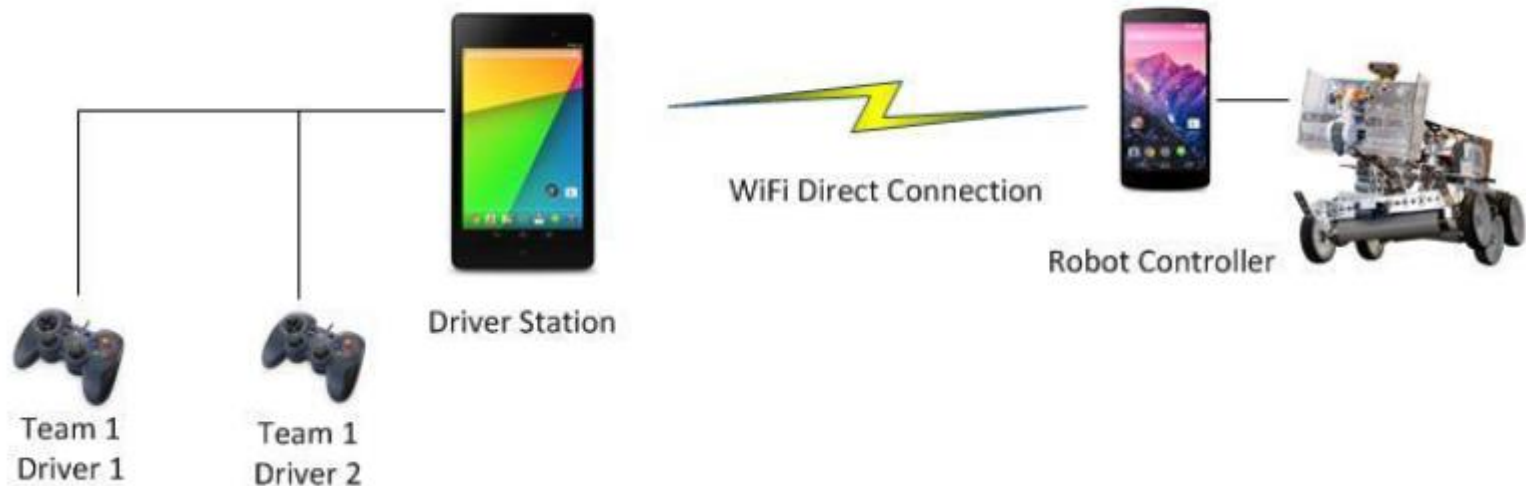 WiFi Direct Connection
Robot Controller
Driver Station
Team 1
Driver 1
Team 1
Driver 2